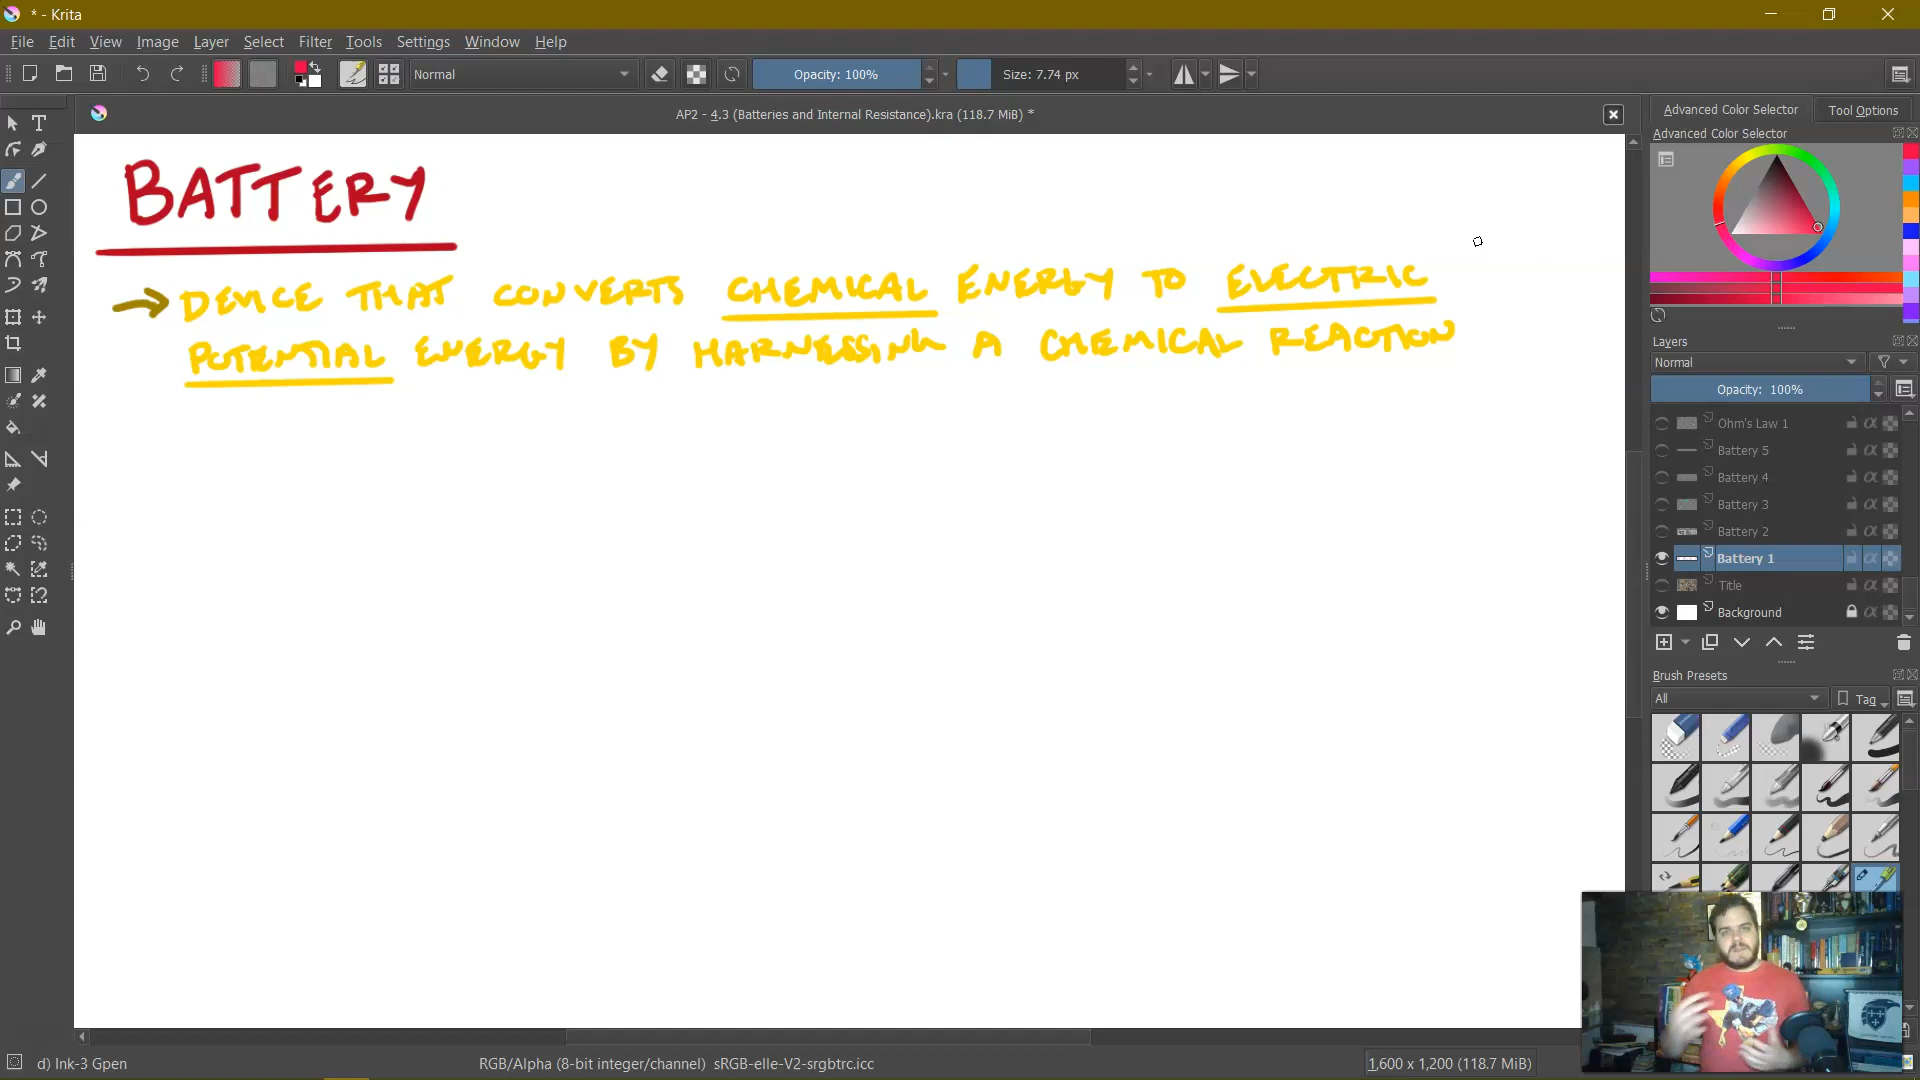 * - Krita
File Edit View Image Layer Select Filter Tools Settings Window Help
Normal Opacity: 100% Size: 7.74 px
AP2 - 4.3 (Batteries and Internal Resistance).kra (118.7 MiB) *
Advanced Color Selector Tool Options
Advanced Color Selector
BATTERY
→ DEVICE THAT CONVERTS CHEMICAL ENERGY TO ELECTRIC
POTENTIAL ENERGY BY HARNESSING A CHEMICAL REACTION
Layers
Normal
Opacity: 100%
Ohm's Law 1
Battery 5
Battery 4
Battery 3
Battery 2
Battery 1
Title
Background
Brush Presets
All Tag
d) Ink-3 Gpen RGB/Alpha (8-bit integer/channel) sRGB-elle-V2-srgbtrc.icc 1,600 x 1,200 (118.7 MiB)